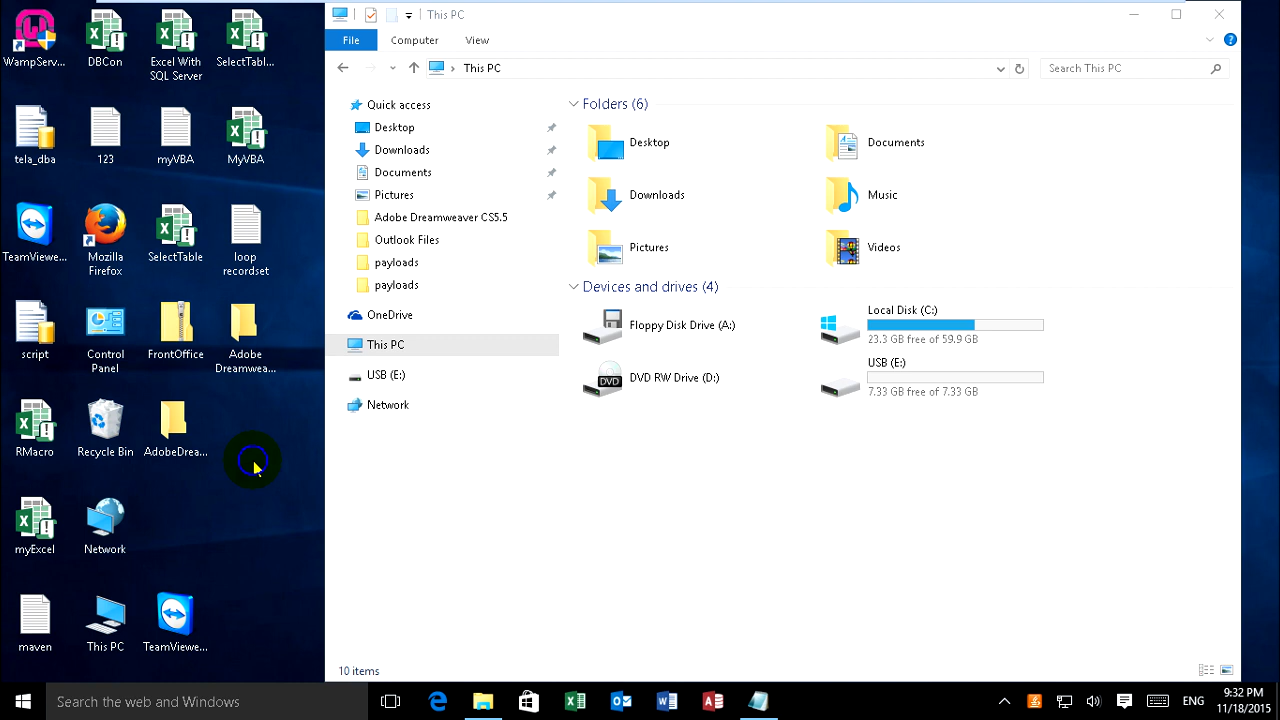 WampServ...
DBCon
Excel With
SQL Server
SelectTabl...
tela_dba
123
myVBA
MyVBA
TeamViewe...
Mozilla
Firefox
SelectTable
loop
recordset
script
Control
Panel
FrontOffice
Adobe
Dreamwea...
RMacro
Recycle Bin
AdobeDrea...
myExcel
Network
maven
This PC
TeamViewe...
This PC
File
Computer
View
This PC
Search This PC
Quick access
Desktop
Downloads
Documents
Pictures
Adobe Dreamweaver CS5.5
Outlook Files
payloads
payloads
OneDrive
This PC
USB (E:)
Network
Folders (6)
Desktop
Documents
Downloads
Music
Pictures
Videos
Devices and drives (4)
Floppy Disk Drive (A:)
Local Disk (C:)
23.3 GB free of 59.9 GB
DVD RW Drive (D:)
DVD
USB (E:)
7.33 GB free of 7.33 GB
10 items
Search the web and Windows
ENG
9:32 PM
11/18/2015